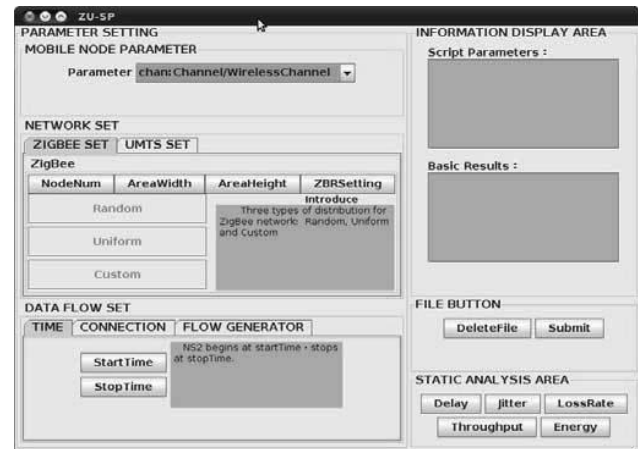 ZU-SP
PARAMETER SETTING
MOBILE NODE PARAMETER
Parameter chan:Channel/WirelessChannel
NETWORK SET
ZIGBEE SET UMTS SET
ZigBee
NodeNum AreaWidth AreaHeight ZBRSetting
Random
Uniform
Custom
Introduce
Three types of distribution for
ZigBee network: Random, Uniform
and Custom
DATA FLOW SET
TIME CONNECTION FLOW GENERATOR
StartTime
StopTime
NS2 begins at startTime · stops
at stopTime.
INFORMATION DISPLAY AREA
Script Parameters :
Basic Results :
FILE BUTTON
DeleteFile Submit
STATIC ANALYSIS AREA
Delay Jitter LossRate
Throughput Energy